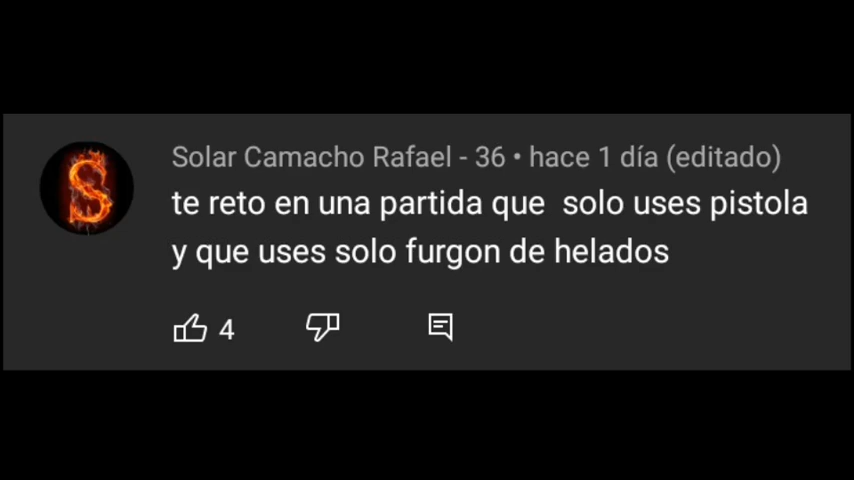 Solar Camacho Rafael - 36 • hace 1 día (editado)
te reto en una partida que  solo uses pistola
y que uses solo furgon de helados
4